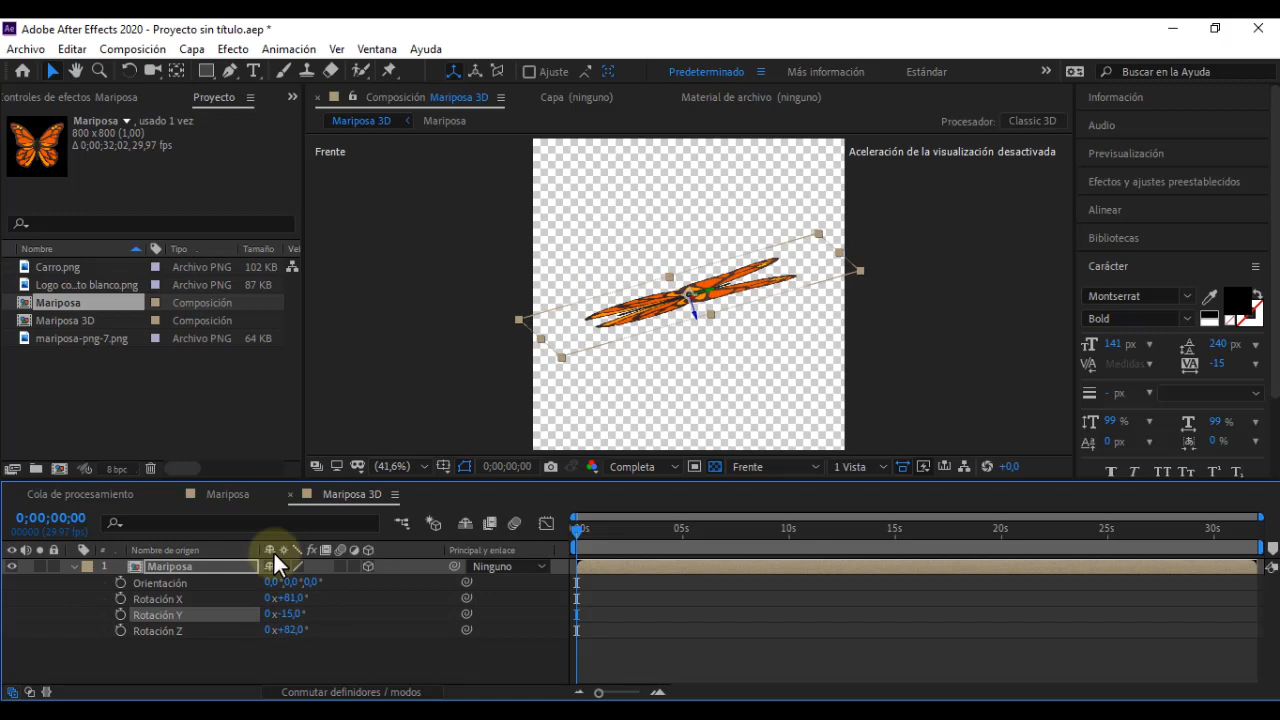 Adobe After Effects 2020 - Proyecto sin título.aep *
Archivo Editar Composición Capa Efecto Animación Ver Ventana Ayuda
Ajuste Predeterminado Más información Estándar Buscar en la Ayuda
Controles de efectos Mariposa Proyecto
Composición Mariposa 3D Capa (ninguno) Material de archivo (ninguno)
Información
Mariposa , usado 1 vez
800 x 800 (1,00)
Δ 0;00;32;02, 29,97 fps
Mariposa 3D Mariposa Procesador: Classic 3D
Audio
Frente Aceleración de la visualización desactivada
Previsualización
Efectos y ajustes preestablecidos
Alinear
Bibliotecas
Nombre Tipo Tamaño Vel
Carro.png Archivo PNG 102 KB
Logo co...to blanco.png Archivo PNG 87 KB
Mariposa Composición
Mariposa 3D Composición
mariposa-png-7.png Archivo PNG 64 KB
Carácter
Montserrat
Bold
141 px 240 px
Medidas -15
- px
99 % 99 %
0 px 0 %
T T TT Tт T¹ T,
8 bpc (41,6%) 0;00;00;00 Completa Frente 1 Vista +0,0
Cola de procesamiento Mariposa Mariposa 3D
0;00;00;00
00000 (29.97 fps)
:00s 05s 10s 15s 20s 25s 30s
# Nombre de origen fx Principal y enlace
1 Mariposa Ninguno
Orientación 0,0°,0,0°,0,0°
Rotación X 0x+81,0°
Rotación Y 0x-15,0°
Rotación Z 0x+82,0°
Conmutar definidores / modos